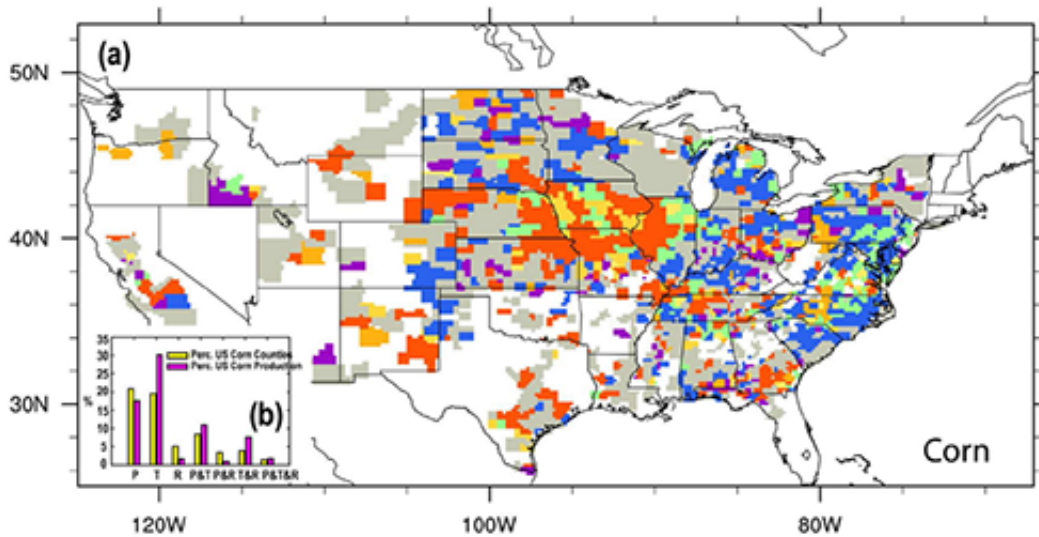 (a)
50N
40N
30N
35
30
25
20
15
10
5
0
%
Perc. US Corn Counties
Perc. US Corn Production
(b)
P T R P&T P&R T&R P&T&R
Corn
120W 100W 80W